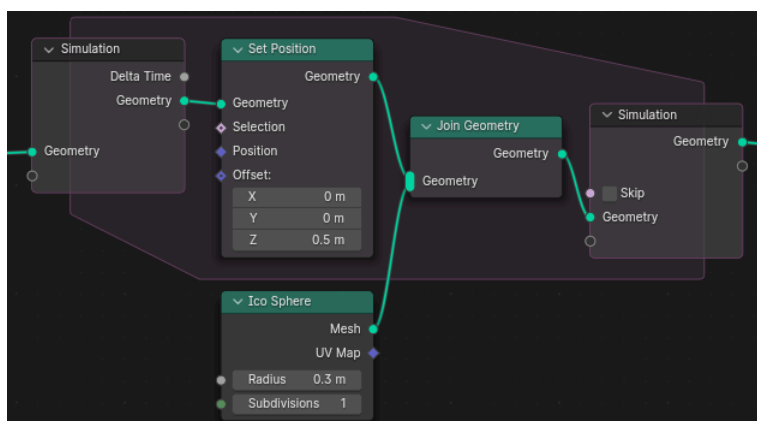 Simulation
Delta Time
Geometry
Geometry
Set Position
Geometry
Geometry
Selection
Position
Offset:
X 0 m
Y 0 m
Z 0.5 m
Join Geometry
Geometry
Geometry
Simulation
Geometry
Skip
Geometry
Ico Sphere
Mesh
UV Map
Radius 0.3 m
Subdivisions 1